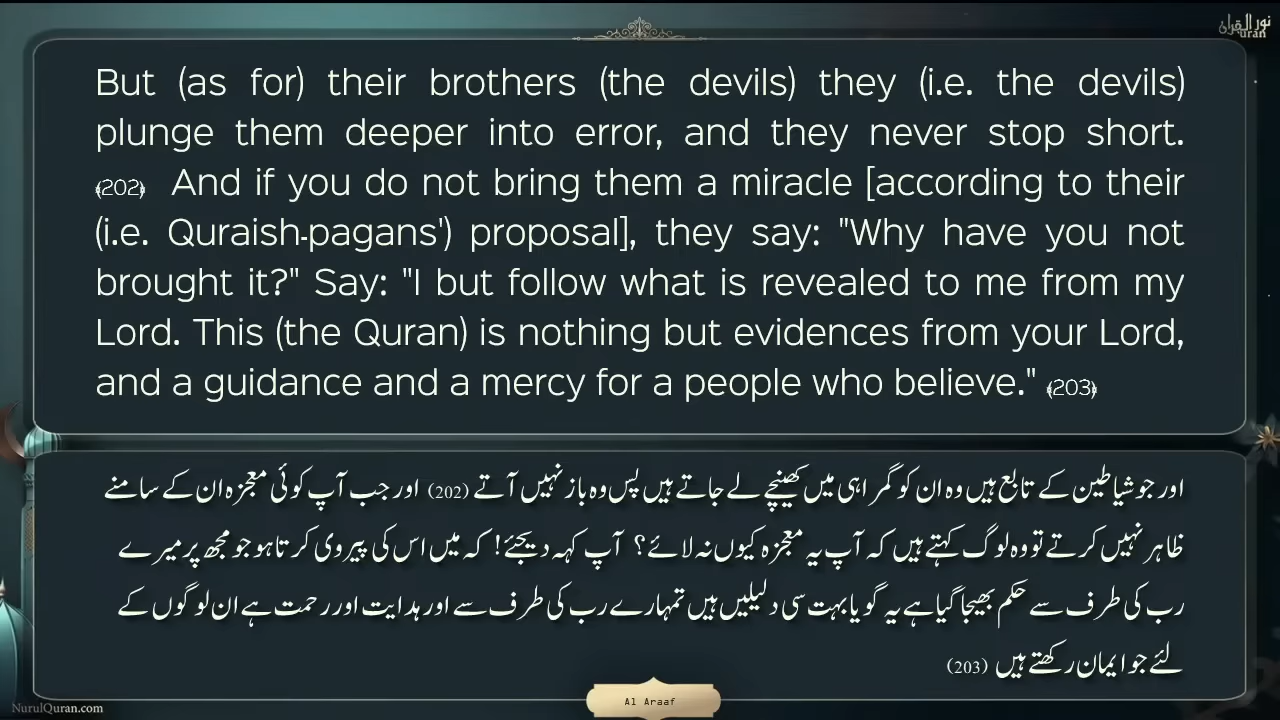 نور القرآن
Quran
But (as for) their brothers (the devils) they (i.e. the devils)
plunge them deeper into error, and they never stop short.
﴾202﴿ And if you do not bring them a miracle [according to their
(i.e. Quraish-pagans') proposal], they say: "Why have you not
brought it?" Say: "I but follow what is revealed to me from my
Lord. This (the Quran) is nothing but evidences from your Lord,
and a guidance and a mercy for a people who believe." ﴾203﴿
اور جو شیاطین کے تابع ہیں وہ ان کو گمراہی میں کھینچے لے جاتے ہیں پس وہ باز نہیں آتے (202) اور جب آپ کوئی معجزہ ان کے سامنے
ظاہر نہیں کرتے تو وہ لوگ کہتے ہیں کہ آپ یہ معجزہ کیوں نہ لائے؟ آپ کہہ دیجئے! کہ میں اس کی پیروی کرتا ہو جو مجھ پر میرے
رب کی طرف سے حکم بھیجا گیا ہے یہ گویا بہت سی دلیلیں ہیں تمہارے رب کی طرف سے اور ہدایت اور رحمت ہے ان لوگوں کے
لئے جو ایمان رکھتے ہیں (203)
Al Araaf
NurulQuran.com